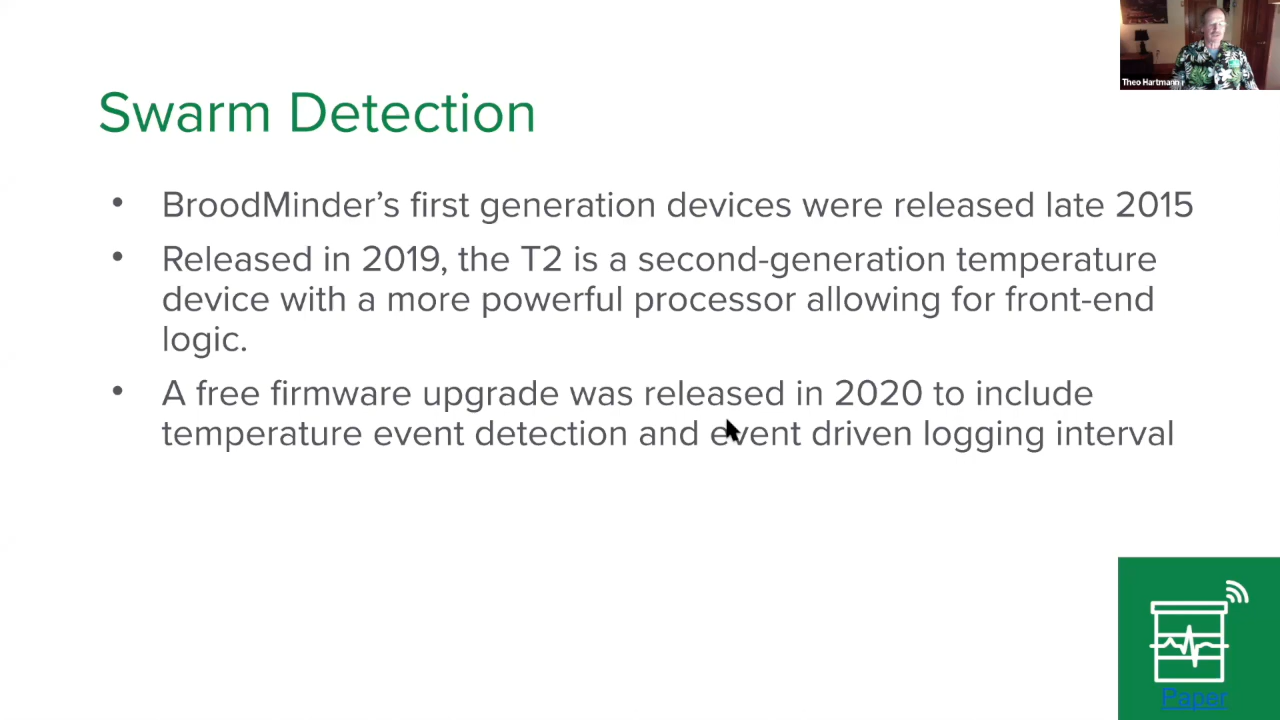 Theo Hartmann
Swarm Detection
• BroodMinder’s first generation devices were released late 2015
• Released in 2019, the T2 is a second-generation temperature
device with a more powerful processor allowing for front-end
logic.
• A free firmware upgrade was released in 2020 to include
temperature event detection and event driven logging interval
Paper